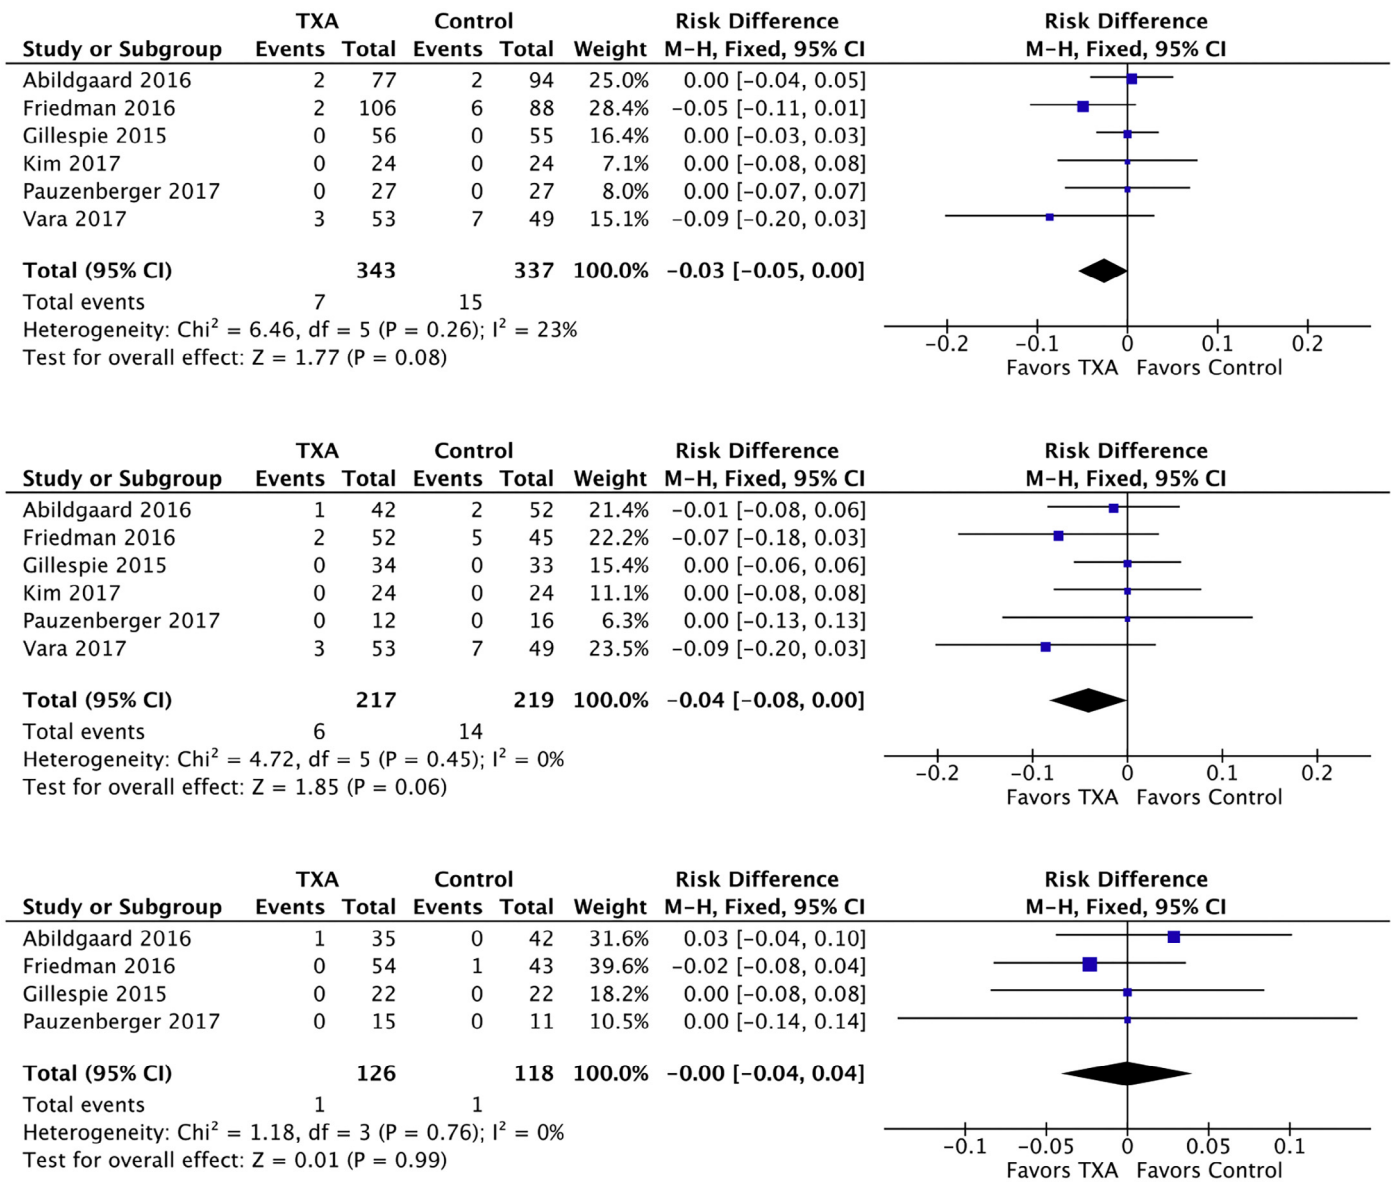 TXA Control Risk Difference Risk Difference
Study or Subgroup Events Total Events Total Weight M-H, Fixed, 95% CI M-H, Fixed, 95% CI
Abildgaard 2016 2 77 2 94 25.0% 0.00 [-0.04, 0.05]
Friedman 2016 2 106 6 88 28.4% -0.05 [-0.11, 0.01]
Gillespie 2015 0 56 0 55 16.4% 0.00 [-0.03, 0.03]
Kim 2017 0 24 0 24 7.1% 0.00 [-0.08, 0.08]
Pauzenberger 2017 0 27 0 27 8.0% 0.00 [-0.07, 0.07]
Vara 2017 3 53 7 49 15.1% -0.09 [-0.20, 0.03]
Total (95% CI) 343 337 100.0% -0.03 [-0.05, 0.00]
Total events 7 15
Heterogeneity: Chi² = 6.46, df = 5 (P = 0.26); I² = 23%
Test for overall effect: Z = 1.77 (P = 0.08)
-0.2 -0.1 0 0.1 0.2
Favors TXA Favors Control
TXA Control Risk Difference Risk Difference
Study or Subgroup Events Total Events Total Weight M-H, Fixed, 95% CI M-H, Fixed, 95% CI
Abildgaard 2016 1 42 2 52 21.4% -0.01 [-0.08, 0.06]
Friedman 2016 2 52 5 45 22.2% -0.07 [-0.18, 0.03]
Gillespie 2015 0 34 0 33 15.4% 0.00 [-0.06, 0.06]
Kim 2017 0 24 0 24 11.1% 0.00 [-0.08, 0.08]
Pauzenberger 2017 0 12 0 16 6.3% 0.00 [-0.13, 0.13]
Vara 2017 3 53 7 49 23.5% -0.09 [-0.20, 0.03]
Total (95% CI) 217 219 100.0% -0.04 [-0.08, 0.00]
Total events 6 14
Heterogeneity: Chi² = 4.72, df = 5 (P = 0.45); I² = 0%
Test for overall effect: Z = 1.85 (P = 0.06)
-0.2 -0.1 0 0.1 0.2
Favors TXA Favors Control
TXA Control Risk Difference Risk Difference
Study or Subgroup Events Total Events Total Weight M-H, Fixed, 95% CI M-H, Fixed, 95% CI
Abildgaard 2016 1 35 0 42 31.6% 0.03 [-0.04, 0.10]
Friedman 2016 0 54 1 43 39.6% -0.02 [-0.08, 0.04]
Gillespie 2015 0 22 0 22 18.2% 0.00 [-0.08, 0.08]
Pauzenberger 2017 0 15 0 11 10.5% 0.00 [-0.14, 0.14]
Total (95% CI) 126 118 100.0% -0.00 [-0.04, 0.04]
Total events 1 1
Heterogeneity: Chi² = 1.18, df = 3 (P = 0.76); I² = 0%
Test for overall effect: Z = 0.01 (P = 0.99)
-0.1 -0.05 0 0.05 0.1
Favors TXA Favors Control